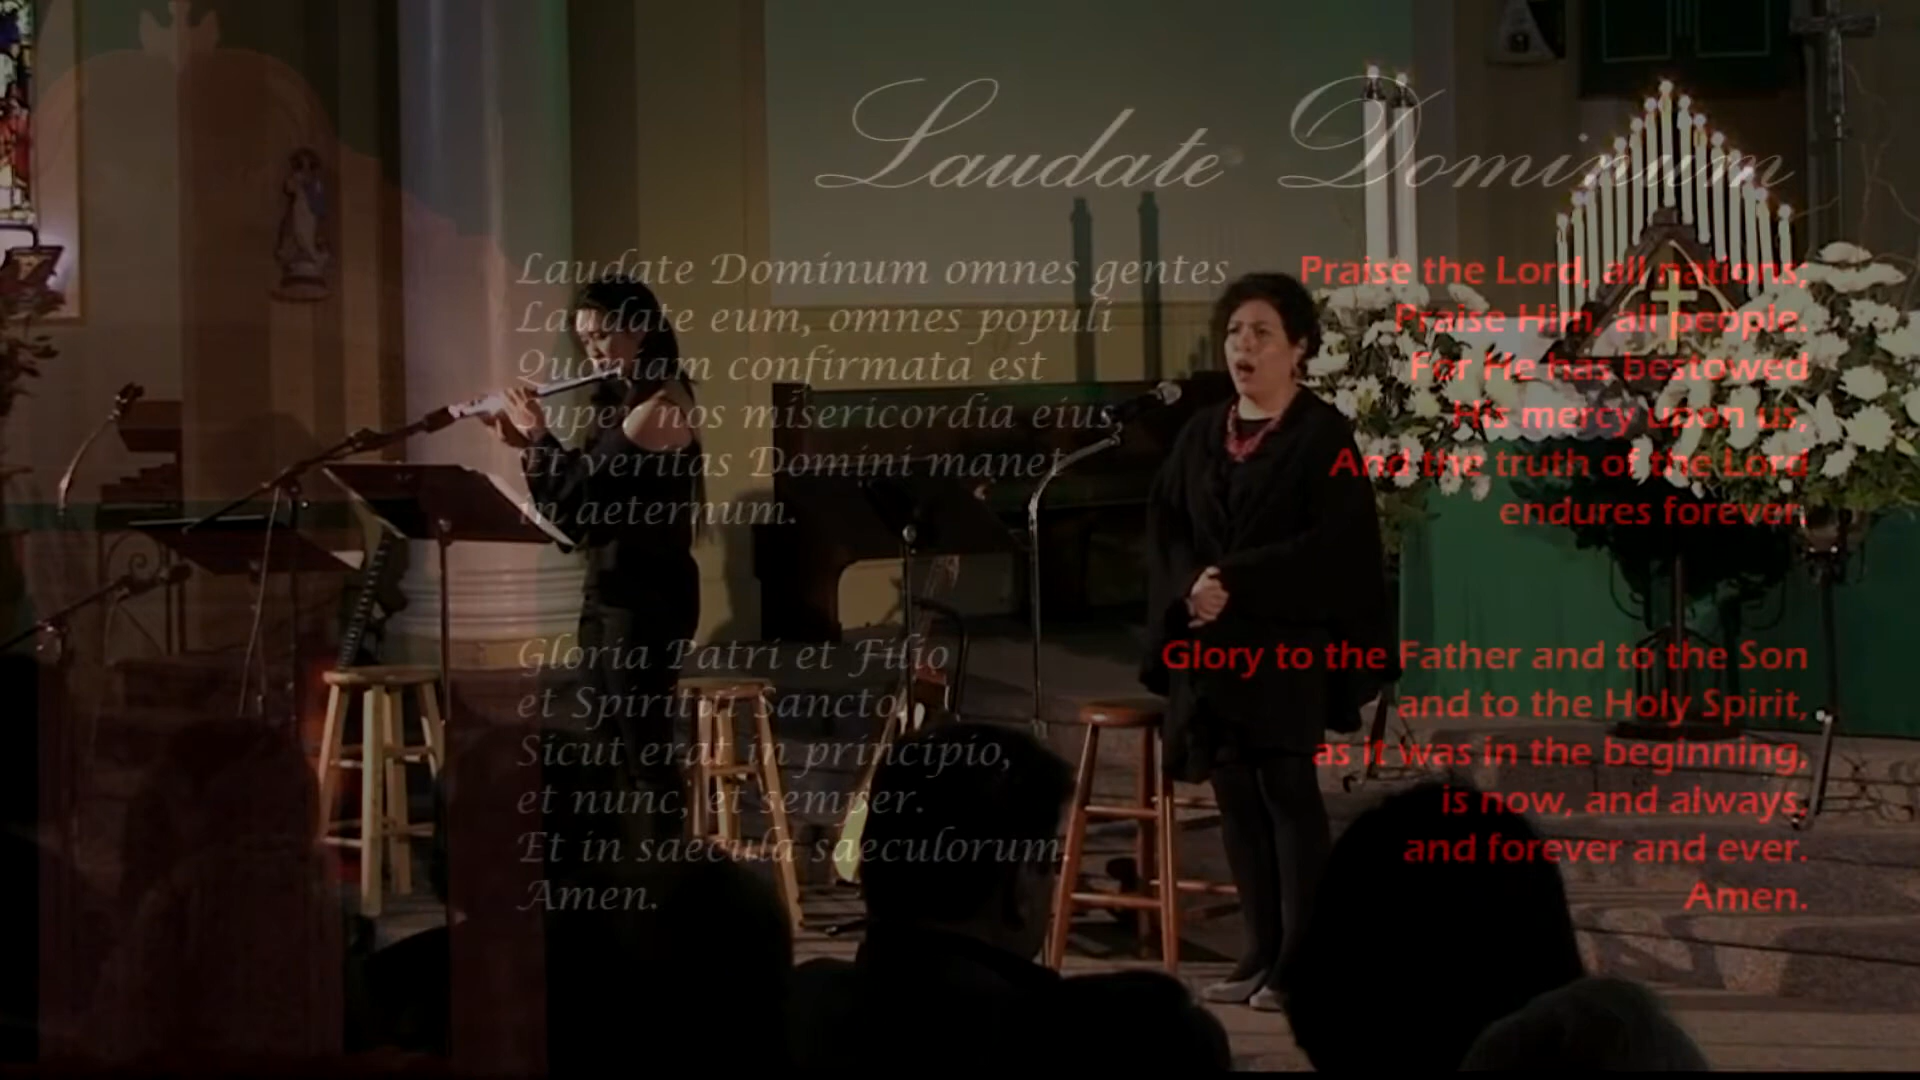 Laudate Dominum
Laudate Dominum omnes gentes
Laudate eum, omnes populi
Quoniam confirmata est
Super nos misericordia eius,
Et veritas Domini manet
in aeternum.
Gloria Patri et Filio
et Spiritui Sancto,
Sicut erat in principio,
et nunc, et semper.
Et in saecula saeculorum.
Amen.
Praise the Lord, all nations;
Praise Him, all people.
For He has bestowed
His mercy upon us,
And the truth of the Lord
endures forever.
Glory to the Father and to the Son
and to the Holy Spirit,
as it was in the beginning,
is now, and always,
and forever and ever.
Amen.